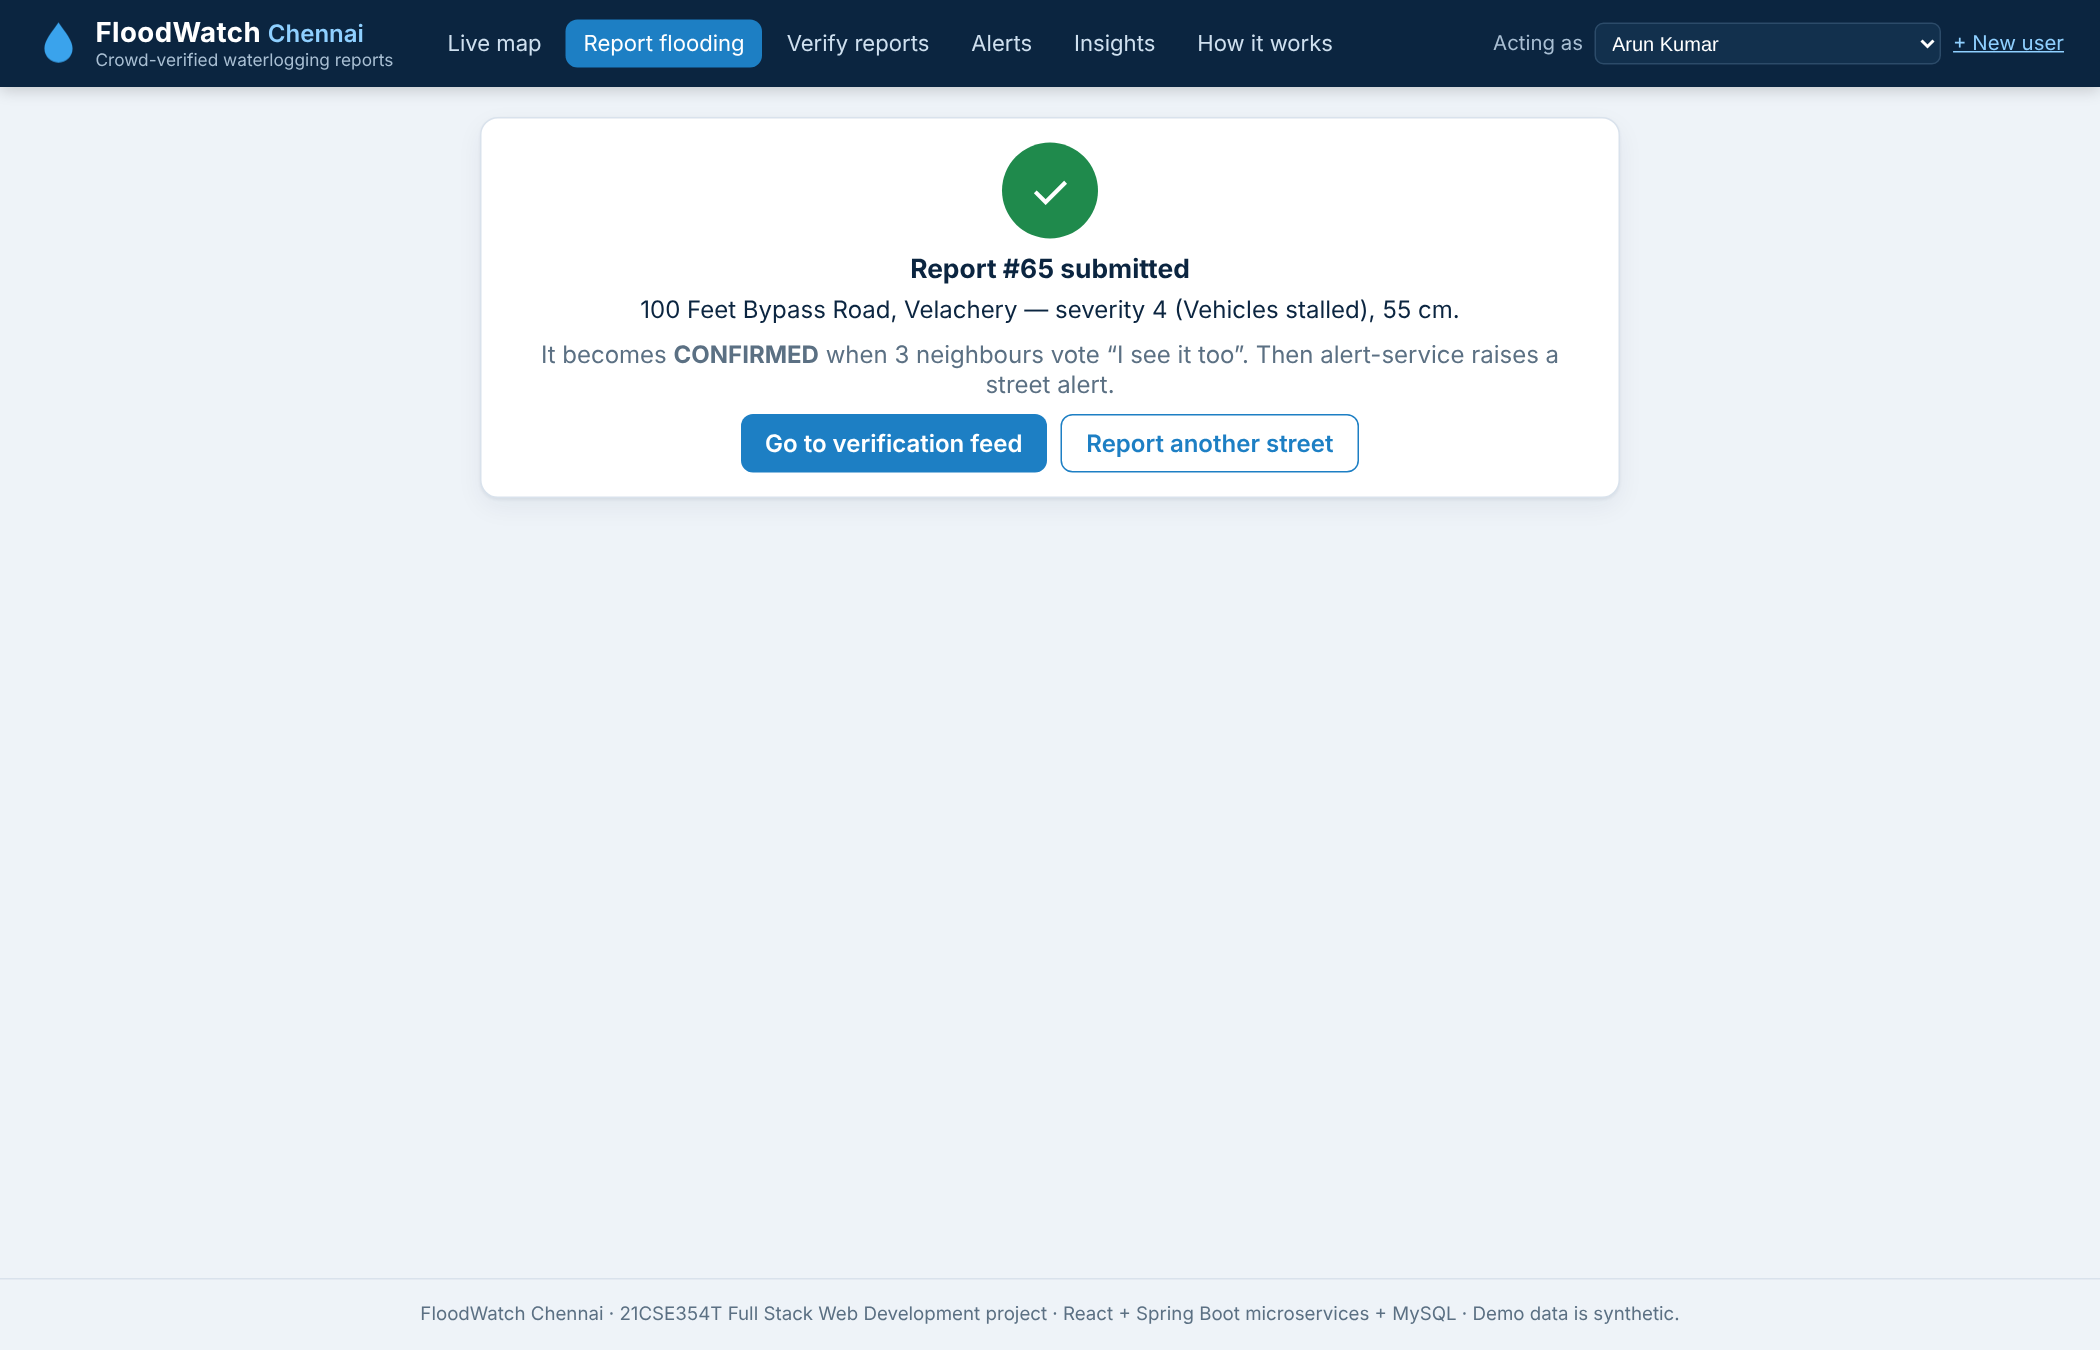 FloodWatch Chennai
Crowd-verified waterlogging reports
Live map
Report flooding
Verify reports
Alerts
Insights
How it works
Acting as
Arun Kumar
+ New user
Report #65 submitted
100 Feet Bypass Road, Velachery — severity 4 (Vehicles stalled), 55 cm.
It becomes CONFIRMED when 3 neighbours vote “I see it too”. Then alert-service raises a
street alert.
Go to verification feed
Report another street
FloodWatch Chennai · 21CSE354T Full Stack Web Development project · React + Spring Boot microservices + MySQL · Demo data is synthetic.